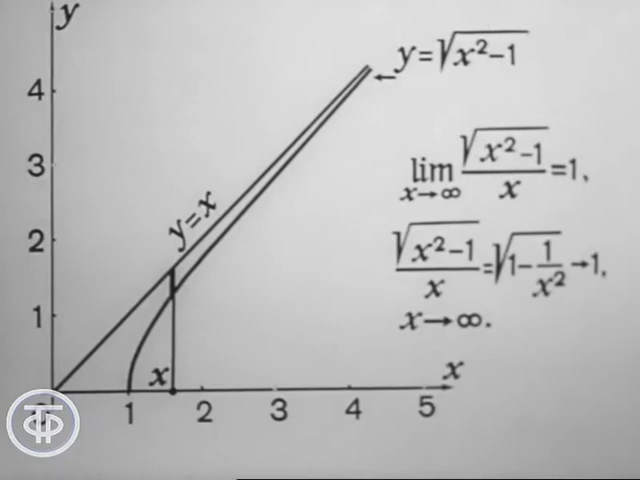 y
y=√x²−1
4
lim √x²−1/x =1,
x→∞
3
y=x
2
√x²−1/x=√1−1/x²→1,
x→∞.
1
x
x
1 2 3 4 5